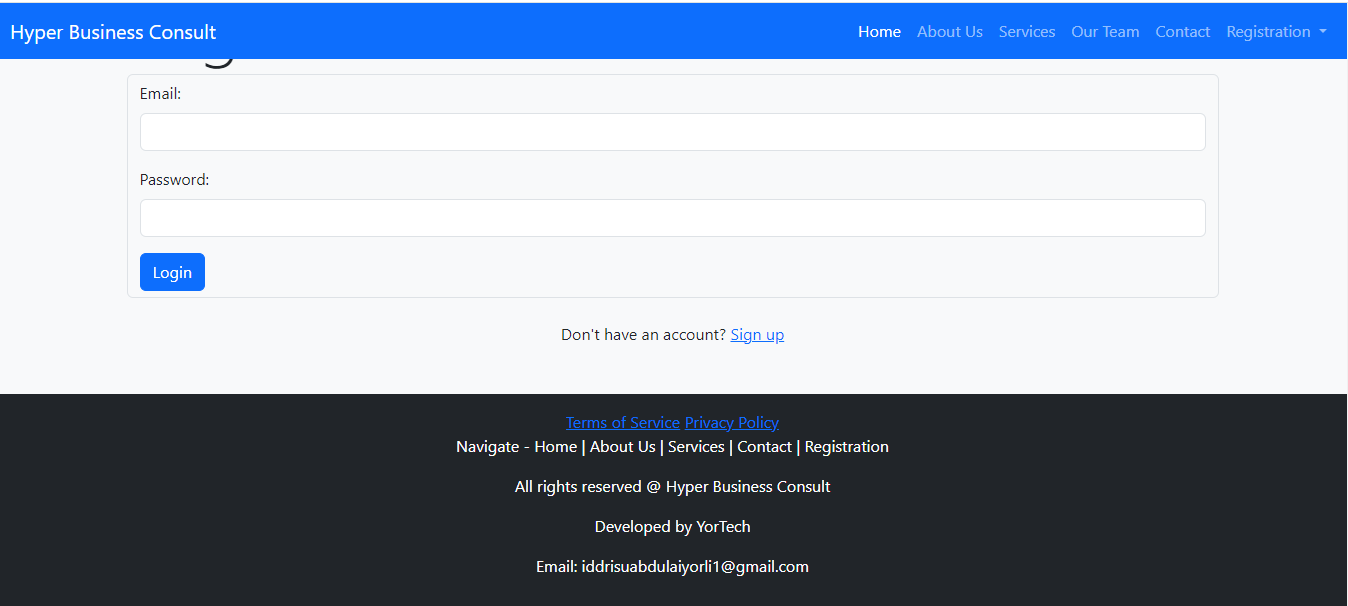 Hyper Business Consult Home About Us Services Our Team Contact Registration
Email:
Password:
Login
Don't have an account? Sign up
Terms of Service Privacy Policy
Navigate - Home | About Us | Services | Contact | Registration
All rights reserved @ Hyper Business Consult
Developed by YorTech
Email: iddrisuabdulaiyorli1@gmail.com